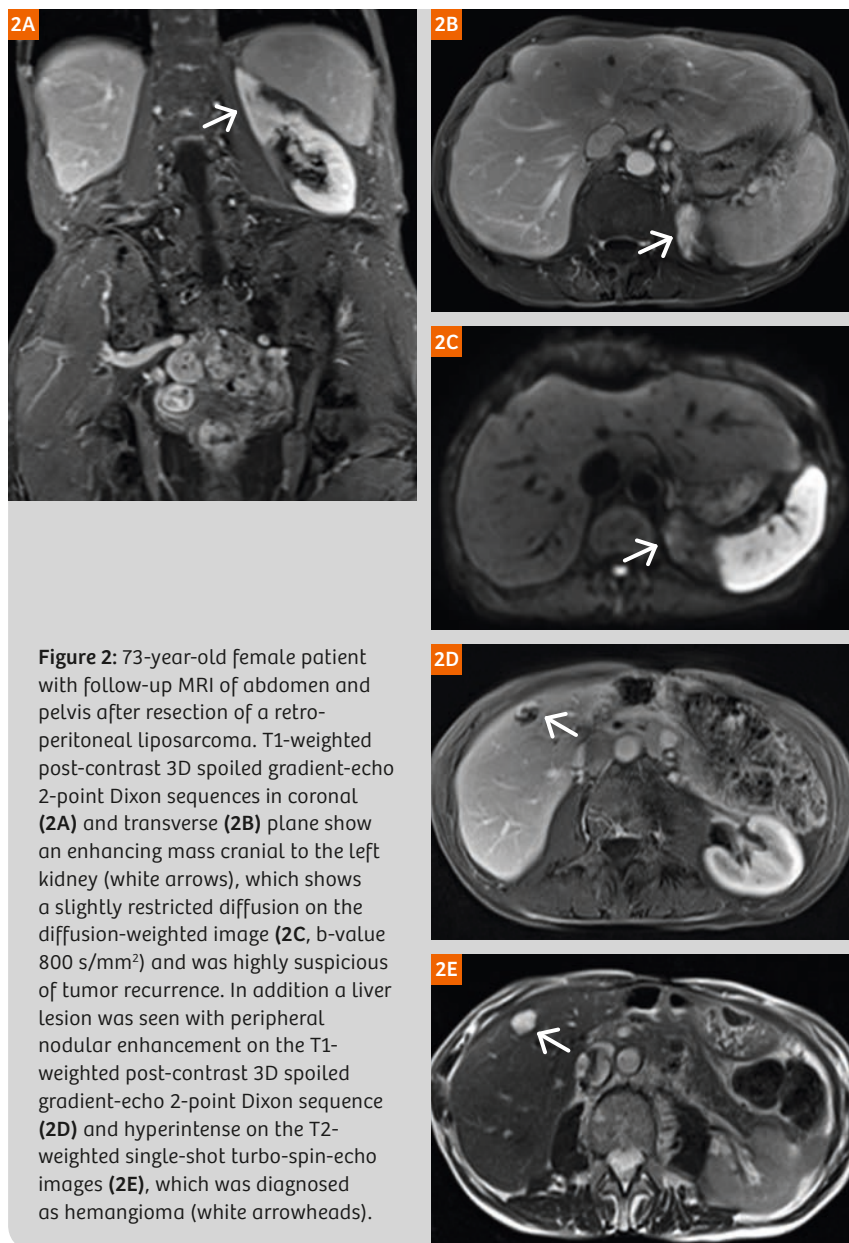 2A
2B
2C
2D
2E
Figure 2: 73-year-old female patient
with follow-up MRI of abdomen and
pelvis after resection of a retro-
peritoneal liposarcoma. T1-weighted
post-contrast 3D spoiled gradient-echo
2-point Dixon sequences in coronal
(2A) and transverse (2B) plane show
an enhancing mass cranial to the left
kidney (white arrows), which shows
a slightly restricted diffusion on the
diffusion-weighted image (2C, b-value
800 s/mm²) and was highly suspicious
of tumor recurrence. In addition a liver
lesion was seen with peripheral
nodular enhancement on the T1-
weighted post-contrast 3D spoiled
gradient-echo 2-point Dixon sequence
(2D) and hyperintense on the T2-
weighted single-shot turbo-spin-echo
images (2E), which was diagnosed
as hemangioma (white arrowheads).